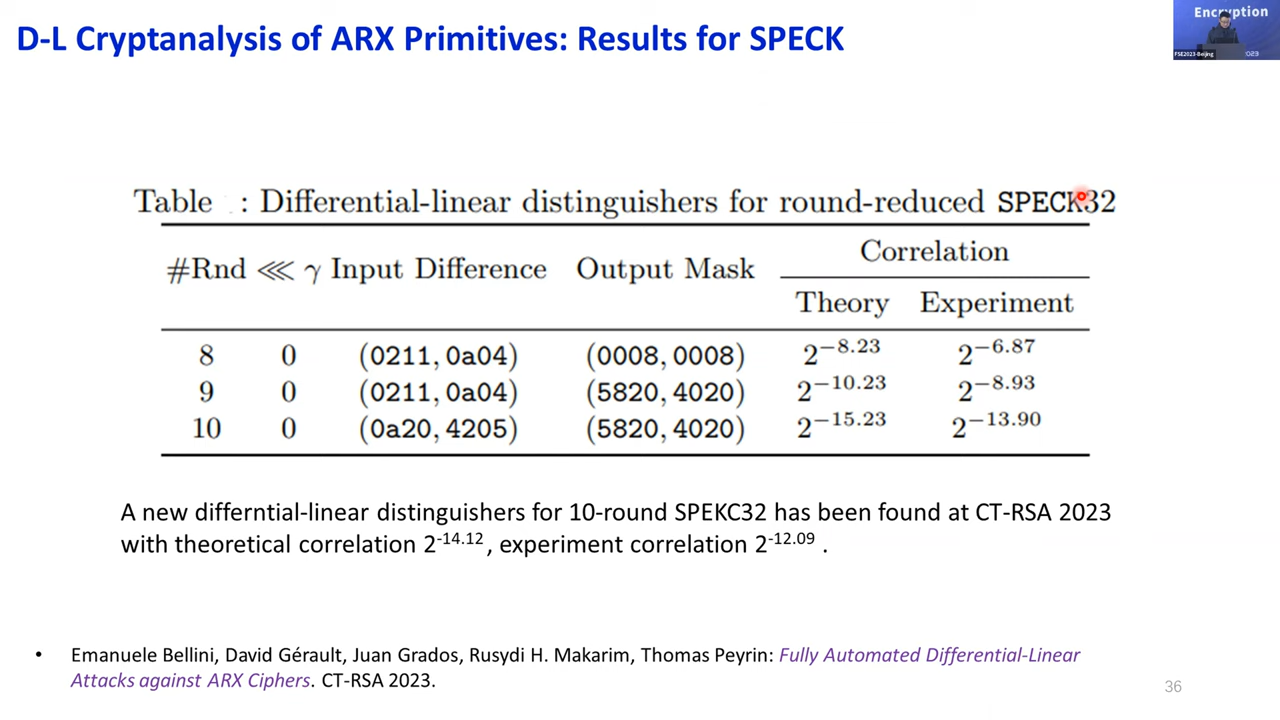 D-L Cryptanalysis of ARX Primitives: Results for SPECK
Encryption
FSE2023-Beijing
2023
Table : Differential-linear distinguishers for round-reduced SPECK32
#Rnd ⋘ γ Input Difference Output Mask Correlation
Theory Experiment
8 0 (0211, 0a04) (0008, 0008) 2^-8.23 2^-6.87
9 0 (0211, 0a04) (5820, 4020) 2^-10.23 2^-8.93
10 0 (0a20, 4205) (5820, 4020) 2^-15.23 2^-13.90
A new differntial-linear distinguishers for 10-round SPEKC32 has been found at CT-RSA 2023
with theoretical correlation 2^-14.12 , experiment correlation 2^-12.09 .
• Emanuele Bellini, David Gérault, Juan Grados, Rusydi H. Makarim, Thomas Peyrin: Fully Automated Differential-Linear
Attacks against ARX Ciphers. CT-RSA 2023.
36